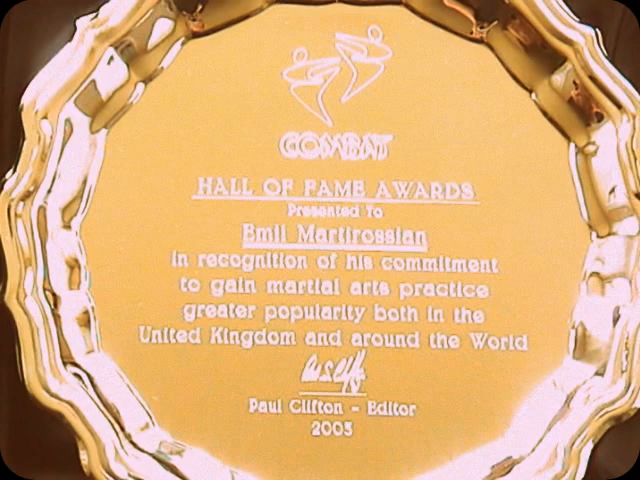 COMBAT
HALL OF FAME AWARDS
Presented To
Emil Martirossian
in recognition of his commitment
to gain martial arts practice
greater popularity both in the
United Kingdom and around the World
Paul Clifton - Editor
2003